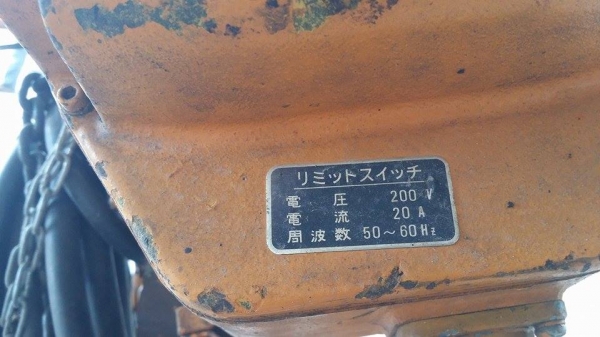 リミットスイッチ
電圧 200 V
電流 20 A
周波数 50～60 Hz